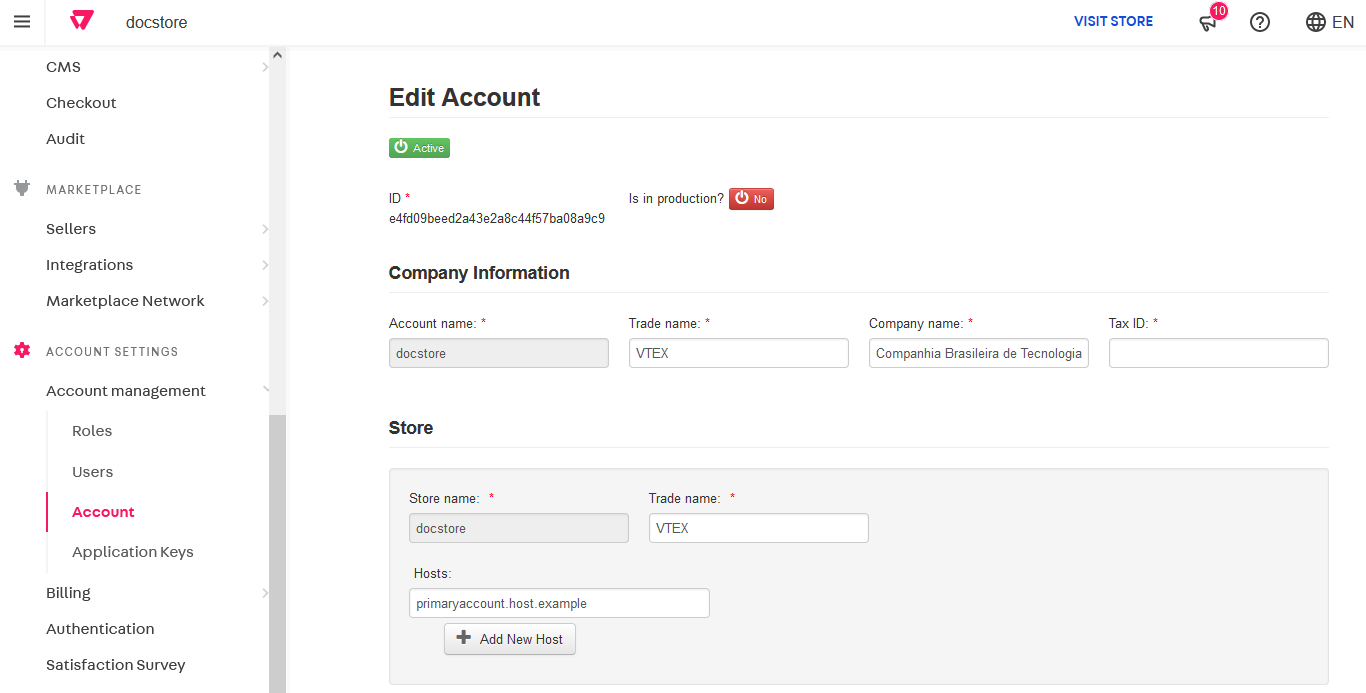 docstore
VISIT STORE
10
EN
CMS
Checkout
Audit
MARKETPLACE
Sellers
Integrations
Marketplace Network
ACCOUNT SETTINGS
Account management
Roles
Users
Account
Application Keys
Billing
Authentication
Satisfaction Survey
Edit Account
Active
ID *
Is in production? No
e4fd09beed2a43e2a8c44f57ba08a9c9
Company Information
Account name: * Trade name: * Company name: * Tax ID: *
docstore VTEX Companhia Brasileira de Tecnologia
Store
Store name: * Trade name: *
docstore VTEX
Hosts:
primaryaccount.host.example
Add New Host